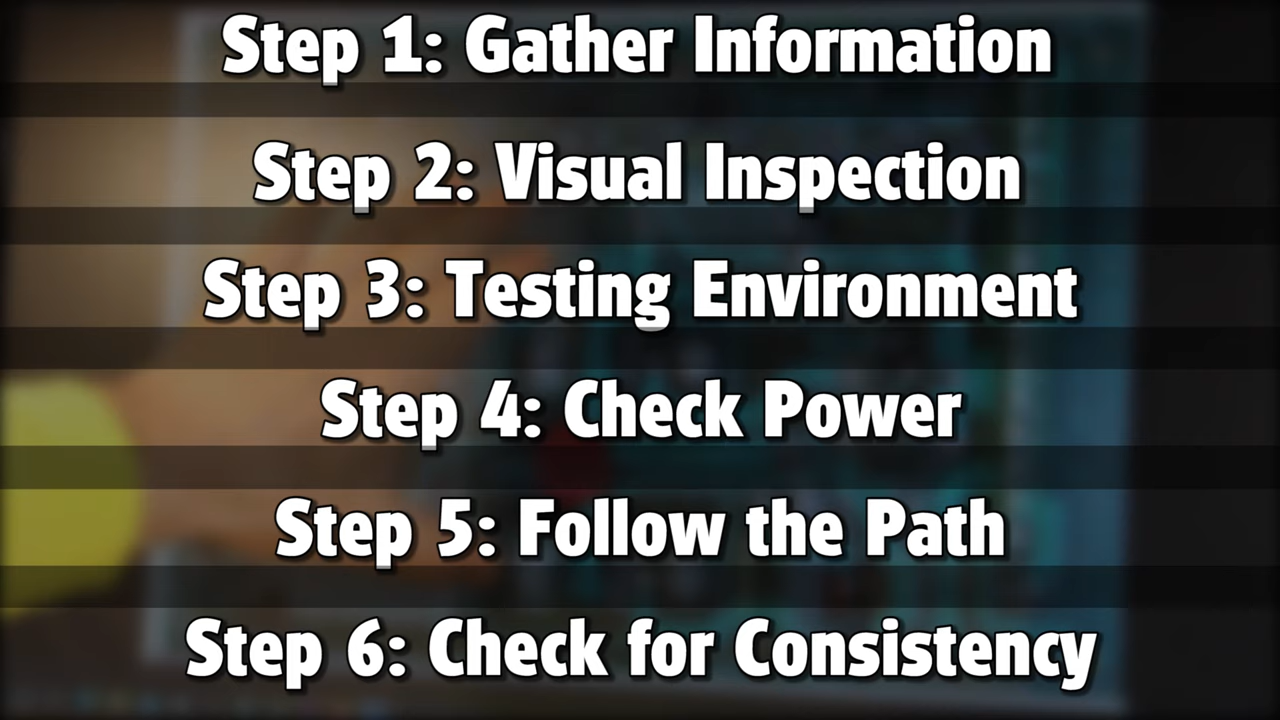 Step 1: Gather Information
Step 2: Visual Inspection
Step 3: Testing Environment
Step 4: Check Power
Step 5: Follow the Path
Step 6: Check for Consistency